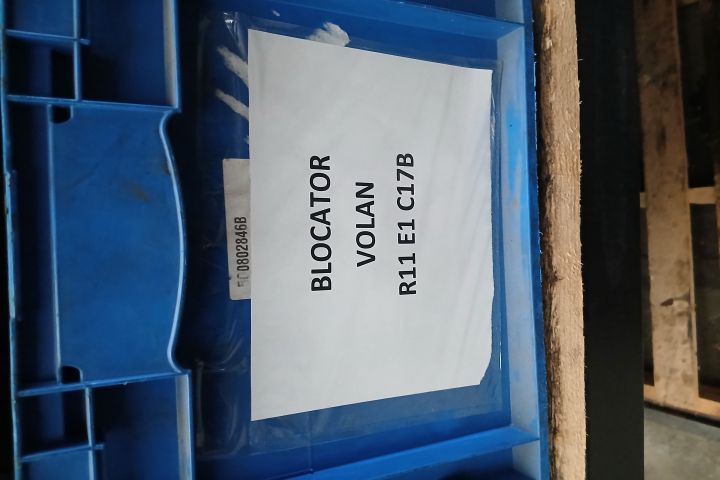 BLOCATOR
VOLAN
R11 E1 C17B
0802846B